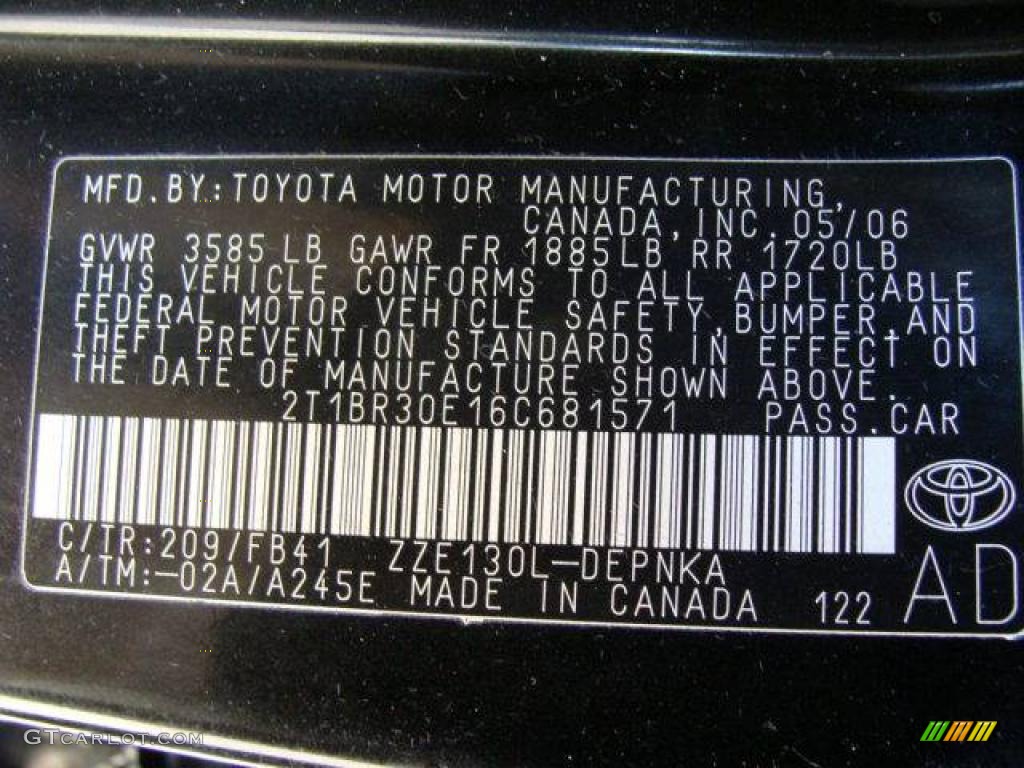 MFD.BY:TOYOTA MOTOR MANUFACTURING,
CANADA,INC.05/06
GVWR 3585LB GAWR FR 1885LB RR 1720LB
THIS VEHICLE CONFORMS TO ALL APPLICABLE
FEDERAL MOTOR VEHICLE SAFETY,BUMPER,AND
THEFT PREVENTION STANDARDS IN EFFECT ON
THE DATE OF MANUFACTURE SHOWN ABOVE.
2T1BR30E16C681571 PASS.CAR
C/TR:209/FB41 ZZE130L-DEPNKA
A/TM:-02A/A245E MADE IN CANADA 122
AD
GTCARLOT.COM